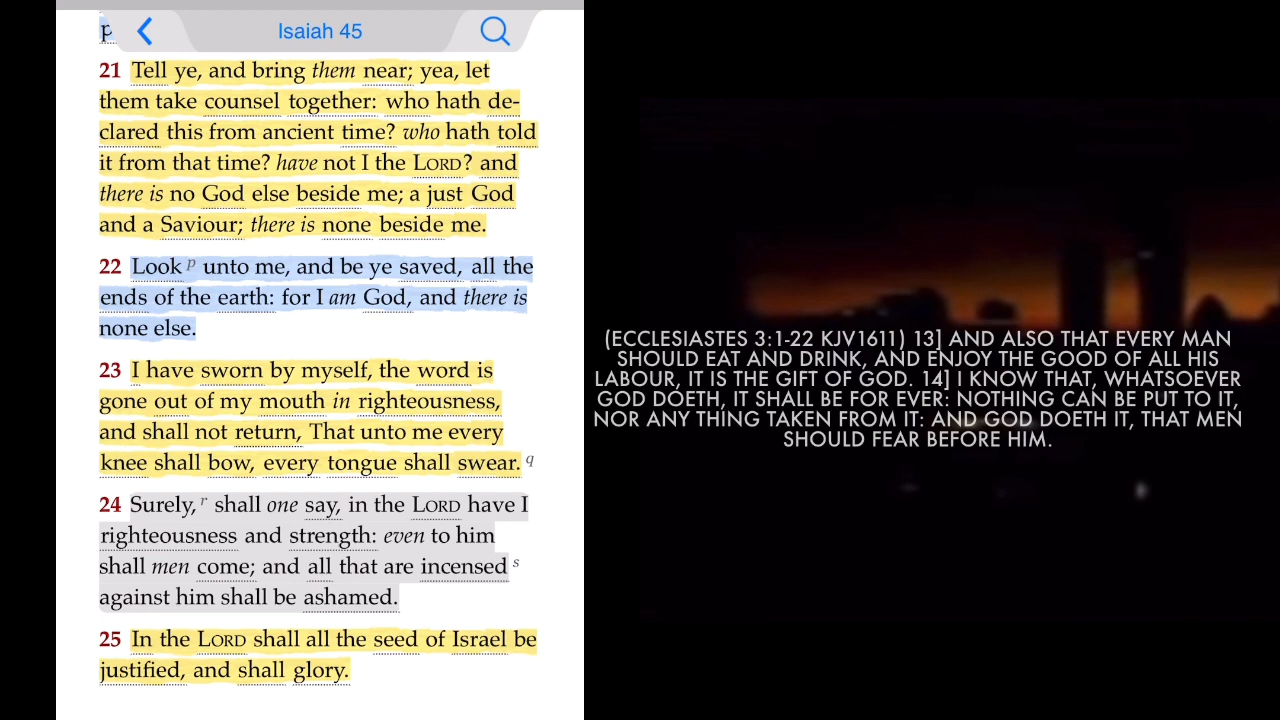 p
Isaiah 45
21 Tell ye, and bring them near; yea, let
them take counsel together: who hath de-
clared this from ancient time? who hath told
it from that time? have not I the LORD? and
there is no God else beside me; a just God
and a Saviour; there is none beside me.
22 Look p unto me, and be ye saved, all the
ends of the earth: for I am God, and there is
none else.
23 I have sworn by myself, the word is
gone out of my mouth in righteousness,
and shall not return, That unto me every
knee shall bow, every tongue shall swear. q
24 Surely, r shall one say, in the LORD have I
righteousness and strength: even to him
shall men come; and all that are incensed s
against him shall be ashamed.
25 In the LORD shall all the seed of Israel be
justified, and shall glory.
(ECCLESIASTES 3:1-22 KJV1611) 13] AND ALSO THAT EVERY MAN
SHOULD EAT AND DRINK, AND ENJOY THE GOOD OF ALL HIS
LABOUR, IT IS THE GIFT OF GOD. 14] I KNOW THAT, WHATSOEVER
GOD DOETH, IT SHALL BE FOR EVER: NOTHING CAN BE PUT TO IT,
NOR ANY THING TAKEN FROM IT: AND GOD DOETH IT, THAT MEN
SHOULD FEAR BEFORE HIM.